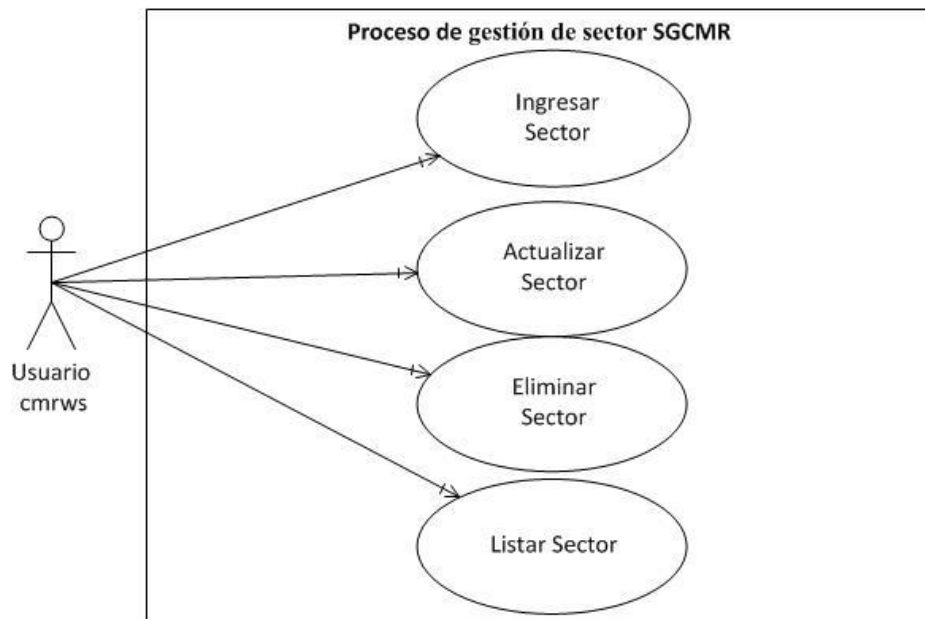 Proceso de gestión de sector SGCMR
Ingresar
Sector
Actualizar
Sector
Eliminar
Sector
Listar Sector
Usuario
cmrws